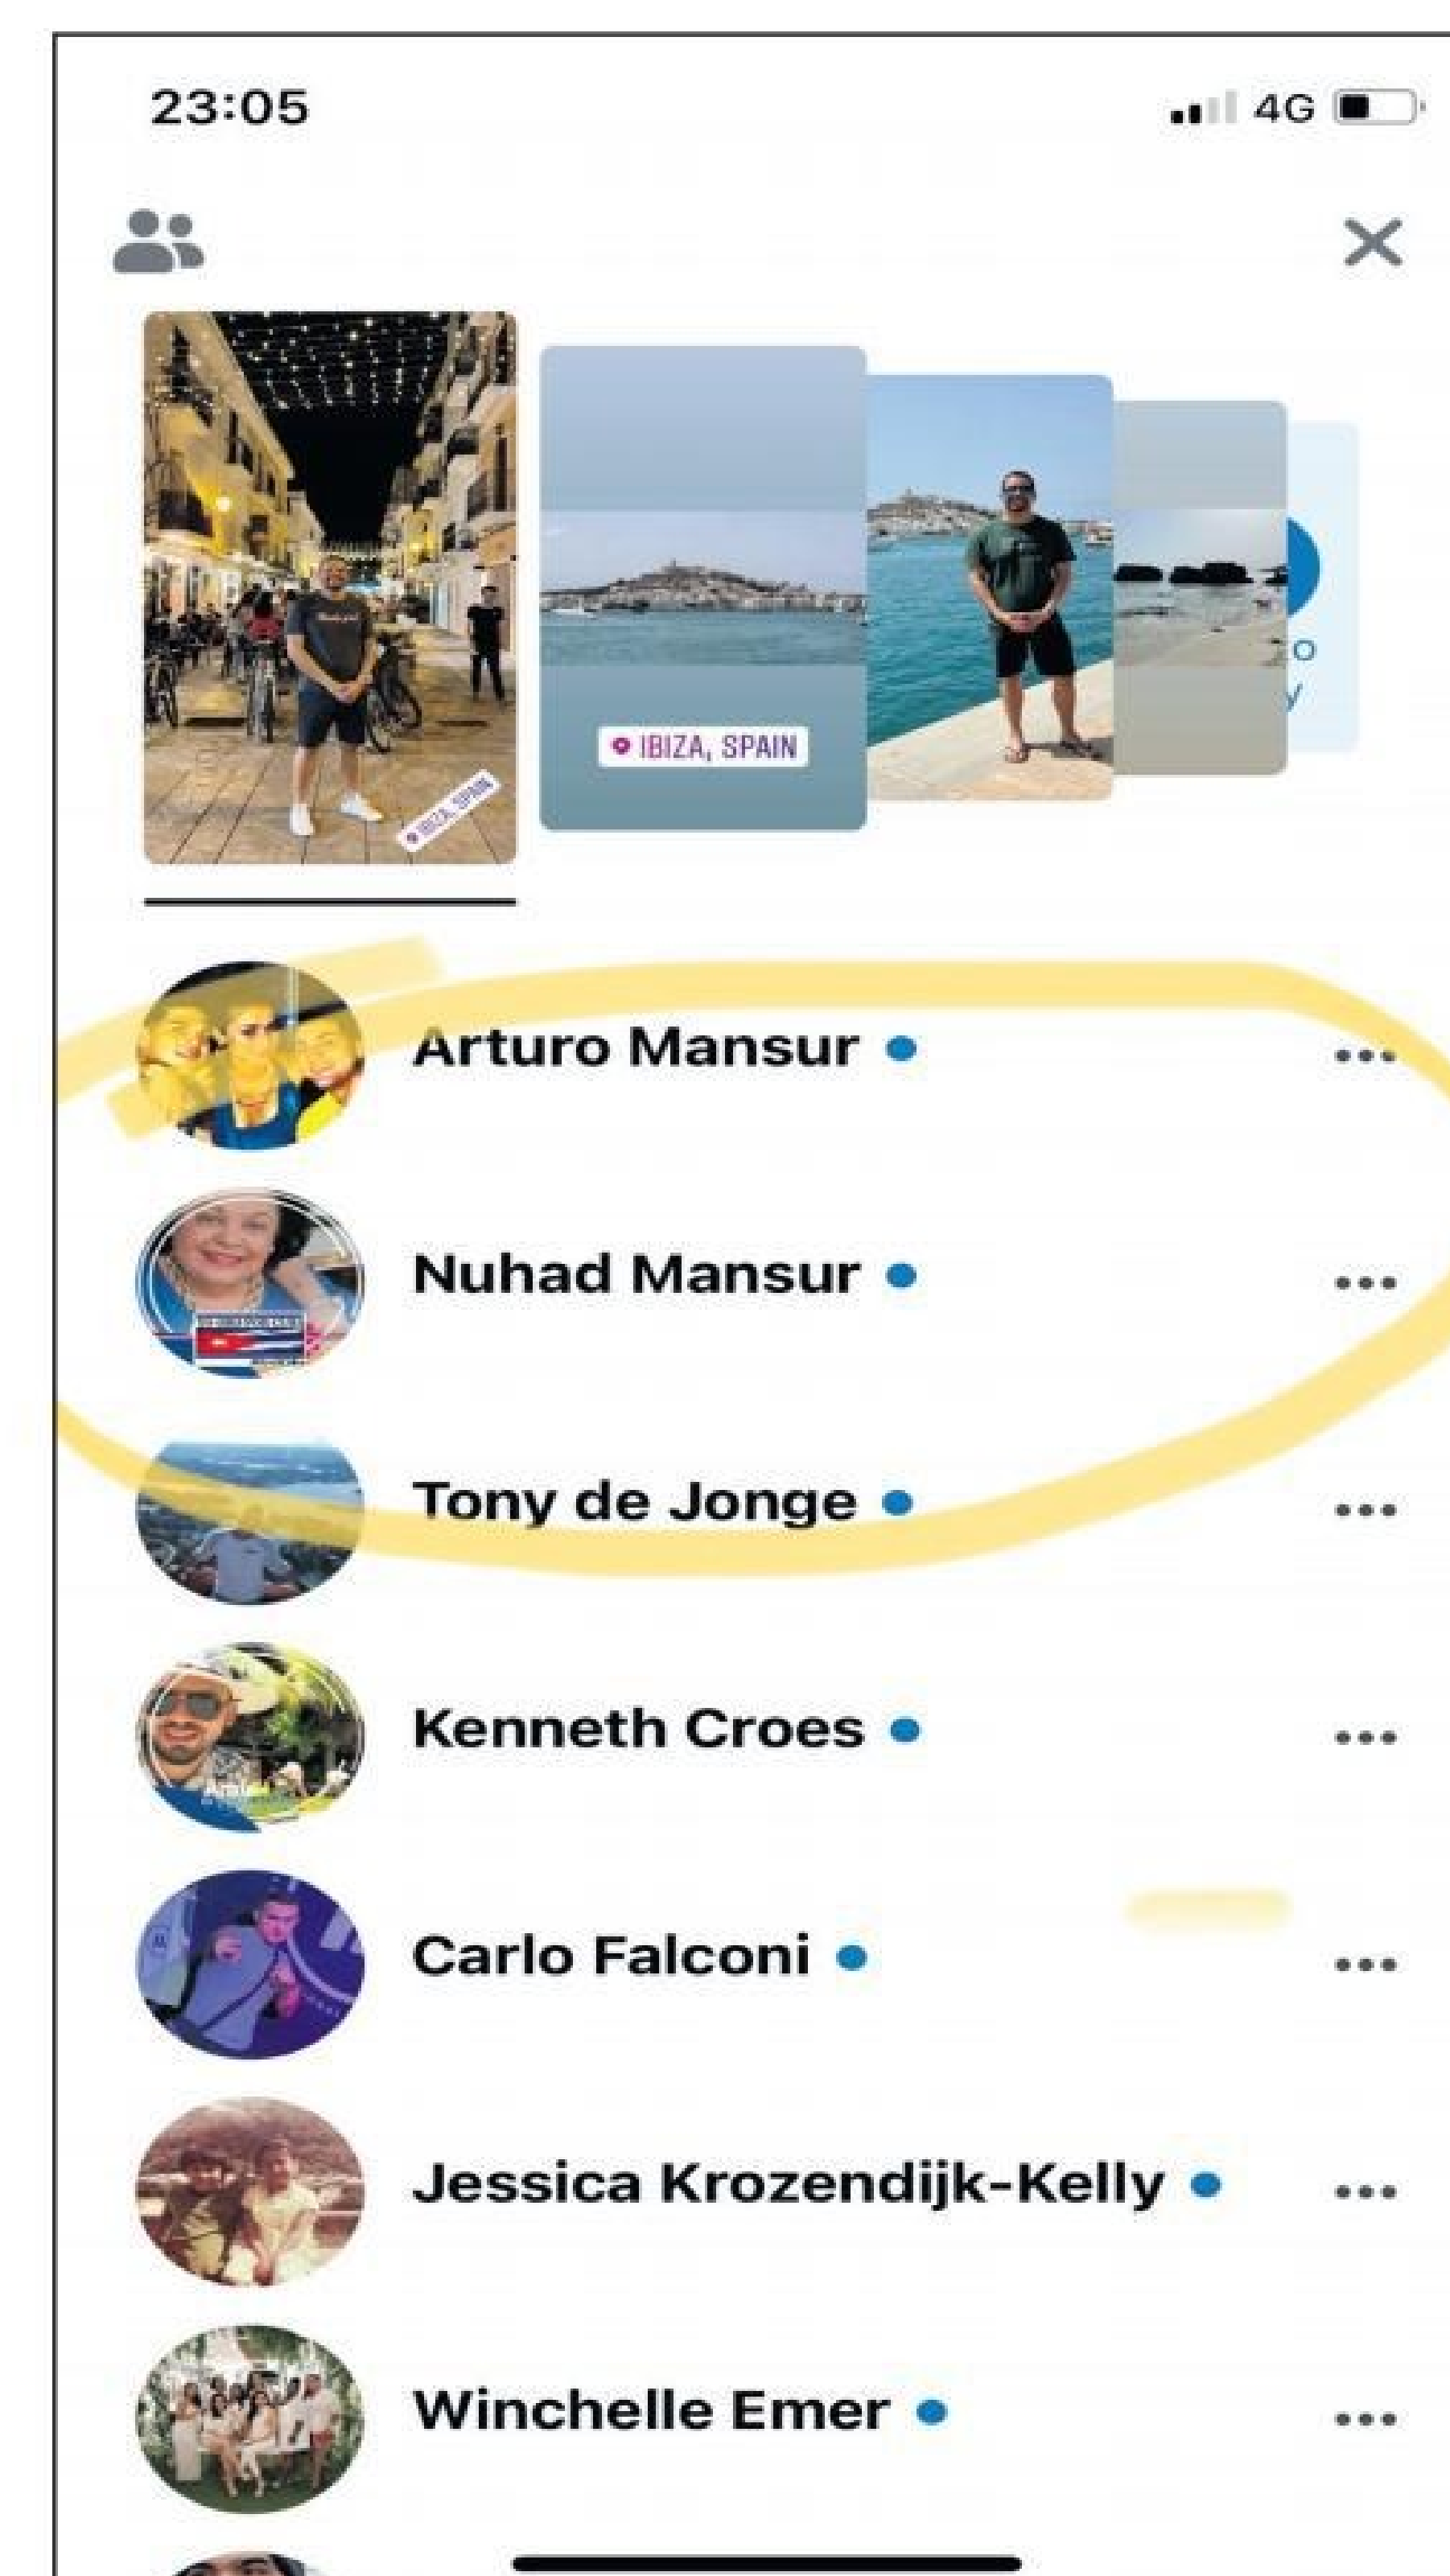 23:05
4G
IBIZA, SPAIN
IBIZA, SPAIN
o
y
Arturo Mansur
Nuhad Mansur
Tony de Jonge
Kenneth Croes
Carlo Falconi
Jessica Krozendijk-Kelly
Winchelle Emer